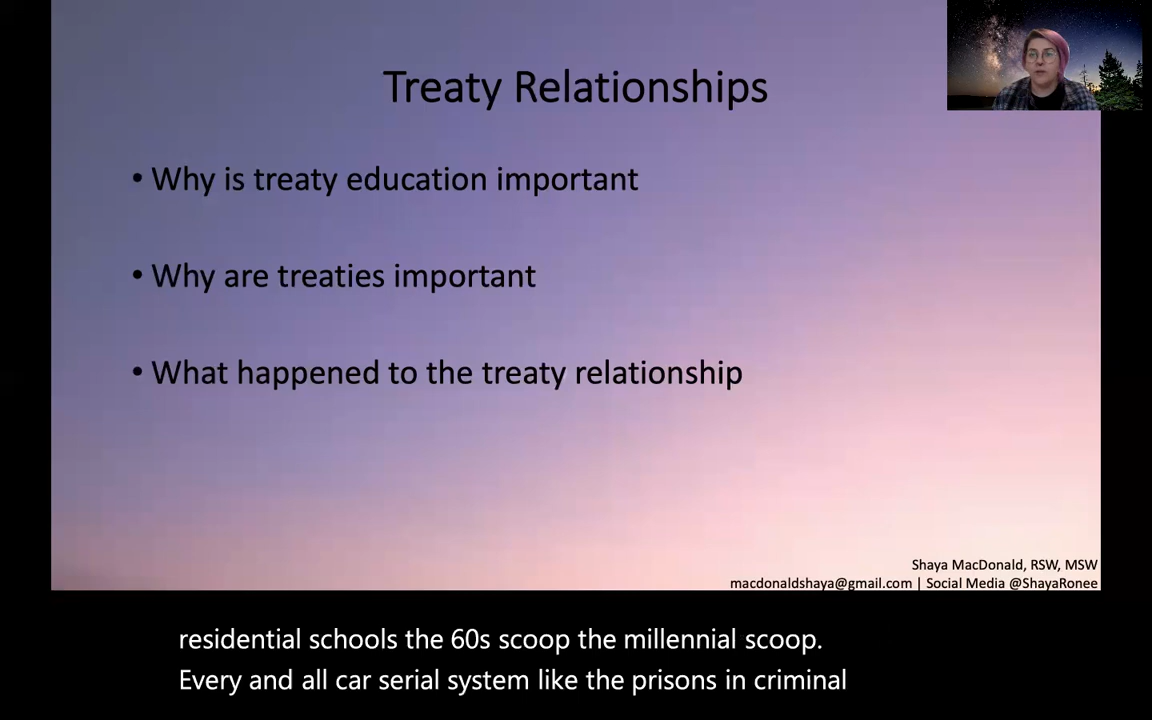 Treaty Relationships
• Why is treaty education important
• Why are treaties important
• What happened to the treaty relationship
Shaya MacDonald, RSW, MSW
macdonaldshaya@gmail.com | Social Media @ShayaRonee
residential schools the 60s scoop the millennial scoop.
Every and all car serial system like the prisons in criminal